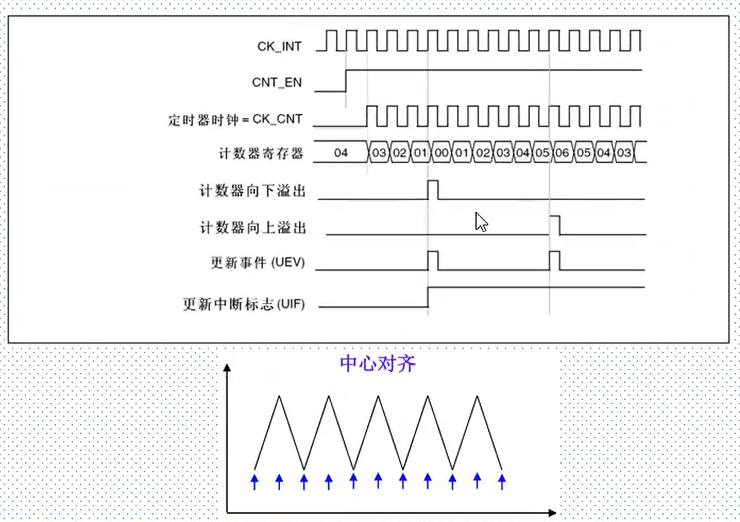 CK_INT
CNT_EN
定时器时钟 = CK_CNT
计数器寄存器 04 03 02 01 00 01 02 03 04 05 06 05 04 03
计数器向下溢出
计数器向上溢出
更新事件 (UEV)
更新中断标志 (UIF)
中心对齐